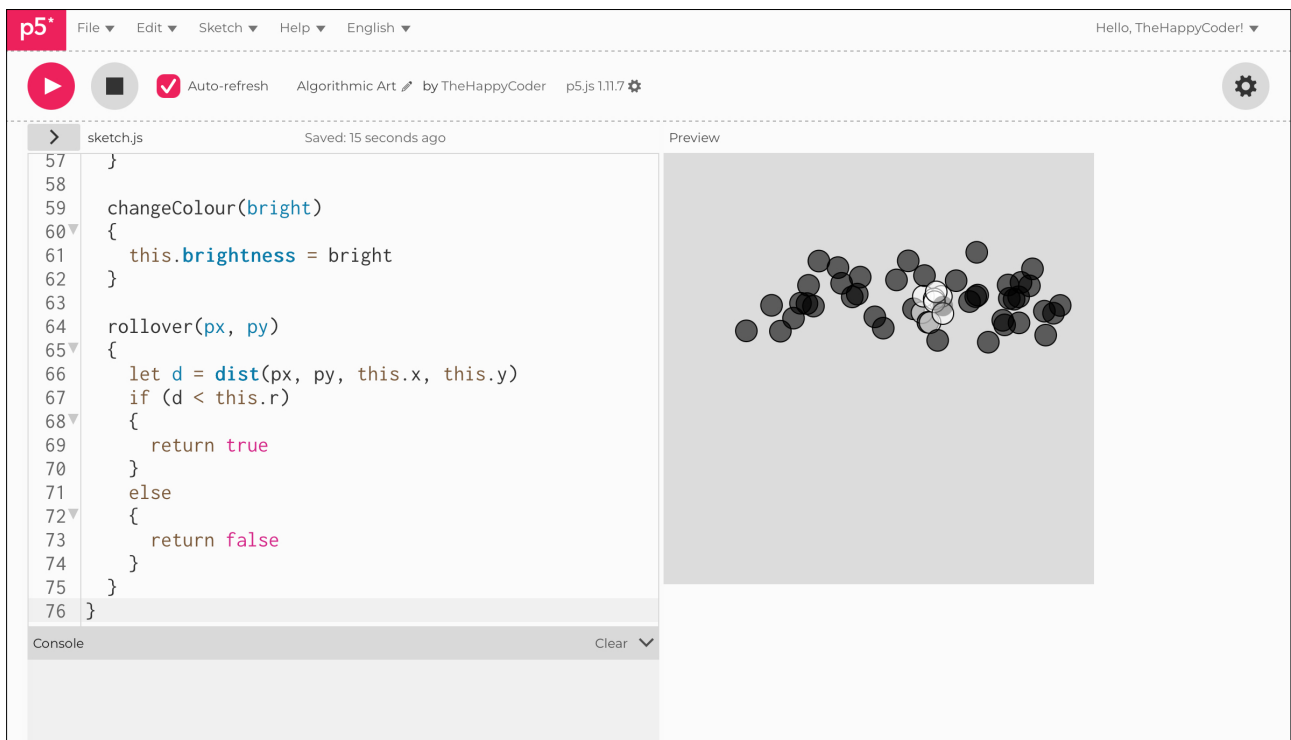 p5* File Edit Sketch Help English Hello, TheHappyCoder!
Auto-refresh Algorithmic Art by TheHappyCoder p5.js 1.11.7
sketch.js Saved: 15 seconds ago Preview
57 }
58
59 changeColour(bright)
60 {
61 this.brightness = bright
62 }
63
64 rollover(px, py)
65 {
66 let d = dist(px, py, this.x, this.y)
67 if (d < this.r)
68 {
69 return true
70 }
71 else
72 {
73 return false
74 }
75 }
76 }
Console Clear